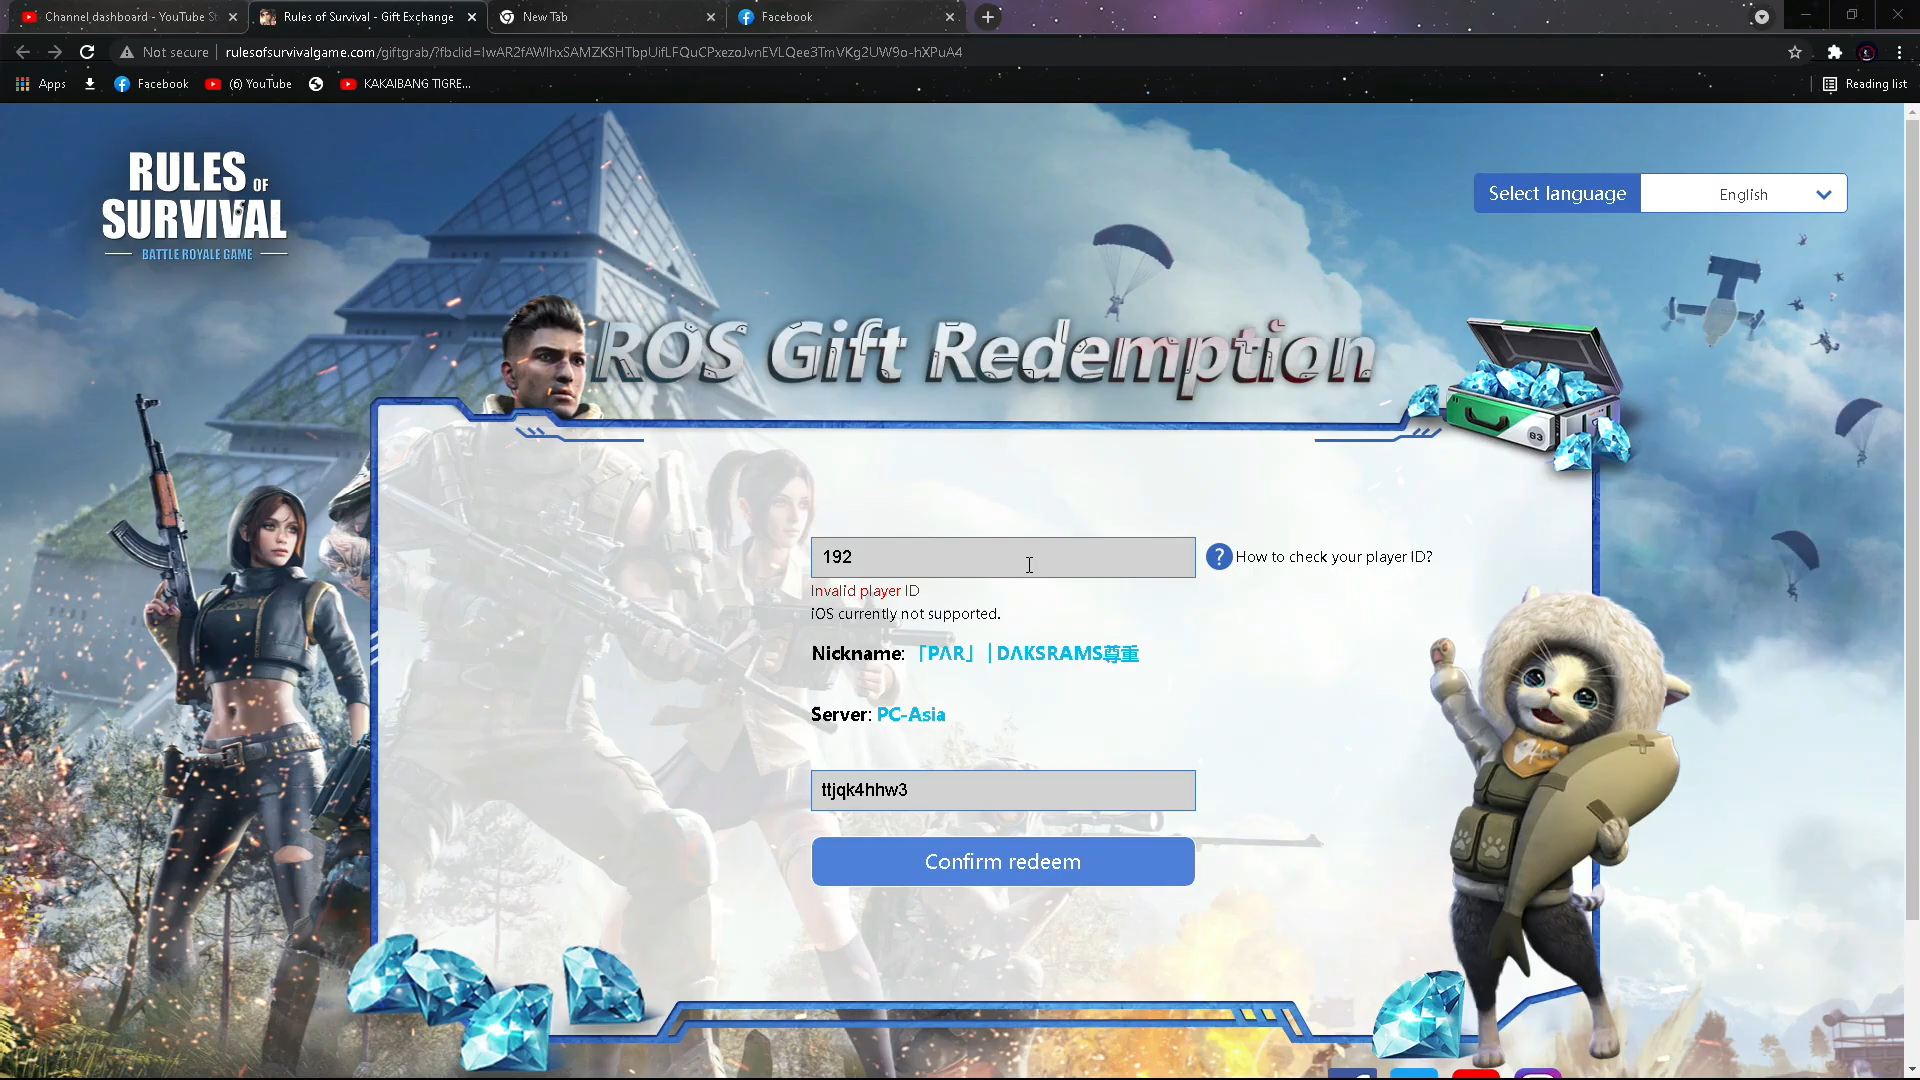 Channel dashboard - YouTube St
Rules of Survival - Gift Exchange
New Tab
Facebook
Not secure
rulesofsurvivalgame.com/giftgrab/?fbclid=IwAR2fAWlhxSAMZKSHTbpUifLFQuCPxezoJvnEVLQee3TmVKg2UW9o-hXPuA4
Apps
Facebook
(6) YouTube
KAKAIBANG TIGRE...
Reading list
RULES OF
SURVIVAL
BATTLE ROYALE GAME
Select language
English
ROS Gift Redemption
83
192
How to check your player ID?
Invalid player ID
iOS currently not supported.
Nickname: 「PΛR」｜DΛKSRAMS尊重
Server: PC-Asia
ttjqk4hhw3
Confirm redeem